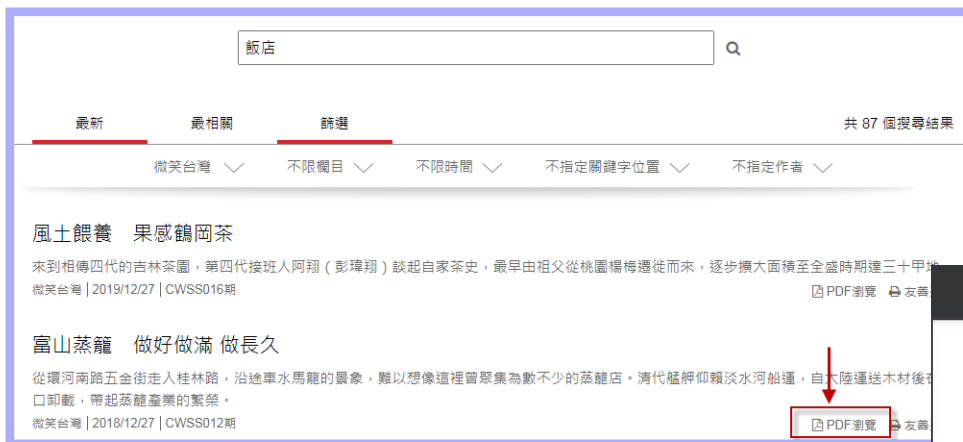 飯店
最新 最相關 篩選 共 87 個搜尋結果
微笑台灣 不限欄目 不限時間 不指定關鍵字位置 不指定作者
風土餵養 果感鶴岡茶
來到相傳四代的吉林茶園，第四代接班人阿翔（彭瑋翔）談起自家茶史，最早由祖父從桃園楊梅遷徙而來，逐步擴大面積至全盛時期達三十甲地
微笑台灣 | 2019/12/27 | CWSS016期 PDF瀏覽 友善
富山蒸籠 做好做滿 做長久
從環河南路五金街走入桂林路，沿途車水馬龍的景象，難以想像這裡曾聚集為數不少的蒸籠店。清代艋舺仰賴淡水河船運，自大陸運送木材後在
口卸載，帶起蒸籠產業的繁榮。
微笑台灣 | 2018/12/27 | CWSS012期 PDF瀏覽 友善